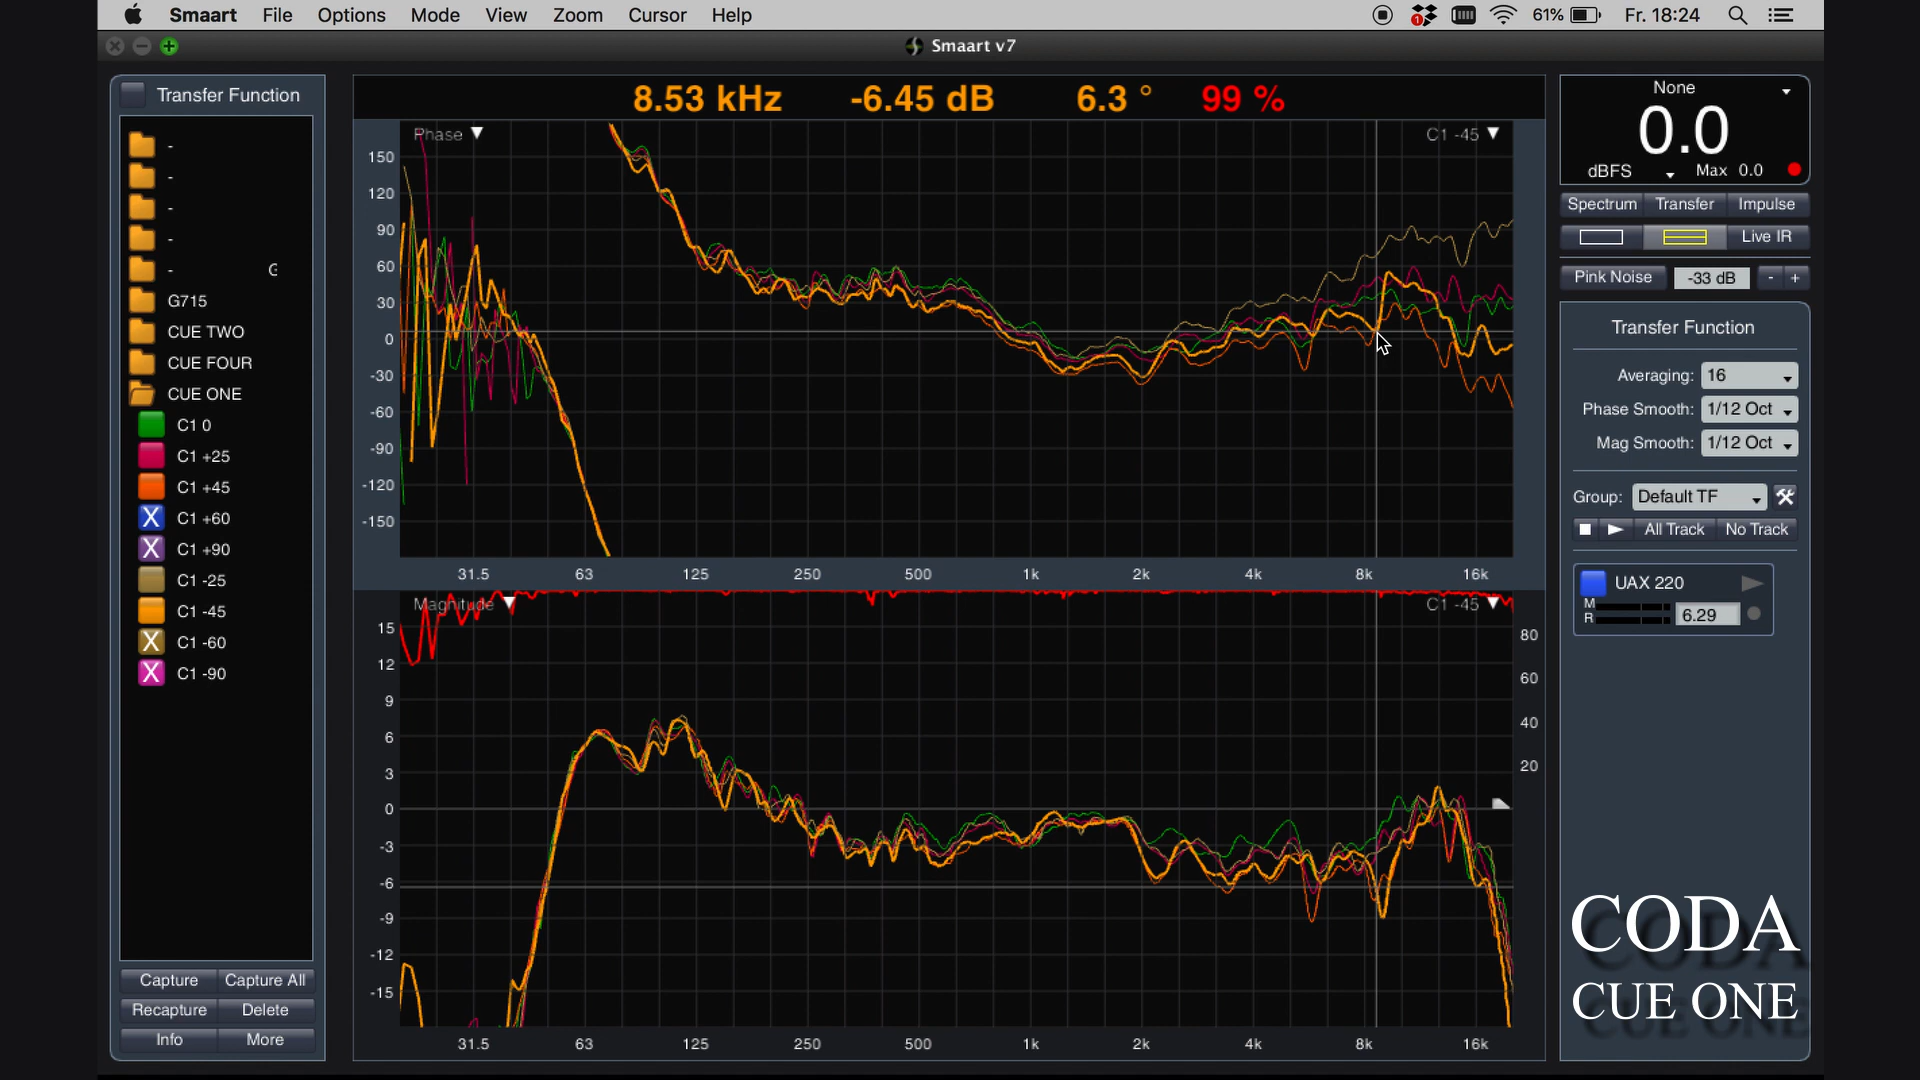 Smaart File Options Mode View Zoom Cursor Help 1 61% Fr. 18:24
Smaart v7
Transfer Function
-
-
-
-
- G
G715
CUE TWO
CUE FOUR
CUE ONE
C1 0
C1 +25
C1 +45
X C1 +60
X C1 +90
C1 -25
C1 -45
X C1 -60
X C1 -90
Capture Capture All
Recapture Delete
Info More
8.53 kHz -6.45 dB 6.3 ° 99 %
Phase C1 -45
150
120
90
60
30
0
-30
-60
-90
-120
-150
31.5 63 125 250 500 1k 2k 4k 8k 16k
Magnitude C1 -45
15
12
9
6
3
0
-3
-6
-9
-12
-15
80
60
40
20
31.5 63 125 250 500 1k 2k 4k 8k 16k
None
0.0
dBFS Max 0.0
Spectrum Transfer Impulse
Live IR
Pink Noise -33 dB - +
Transfer Function
Averaging: 16
Phase Smooth: 1/12 Oct
Mag Smooth: 1/12 Oct
Group: Default TF
All Track No Track
UAX 220
M
R 6.29
CODA
CUE ONE